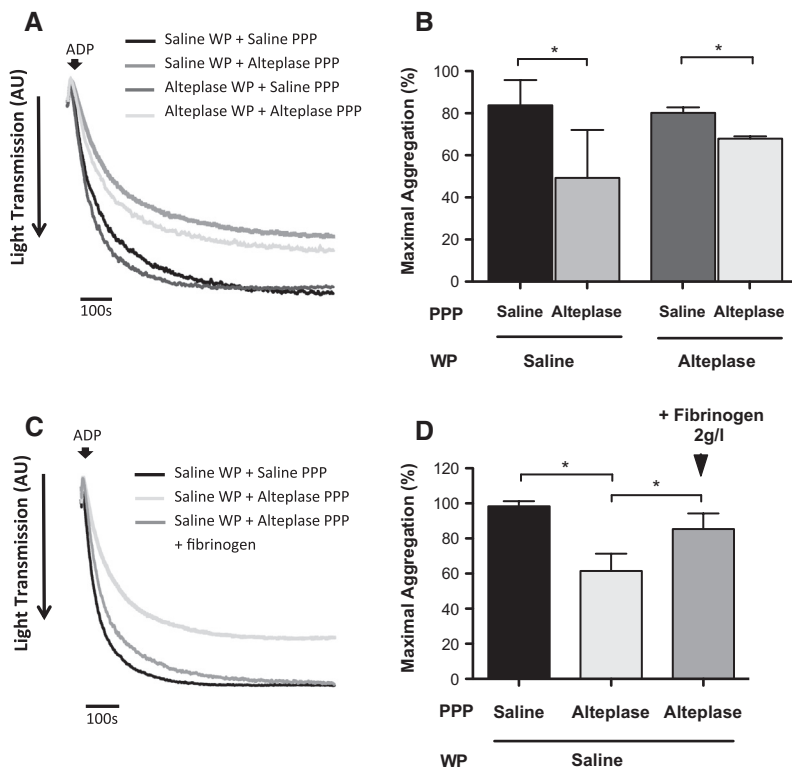 A
ADP
Saline WP + Saline PPP
Saline WP + Alteplase PPP
Alteplase WP + Saline PPP
Alteplase WP + Alteplase PPP
Light Transmission (AU)
100s
B
Maximal Aggregation (%)
100
80
60
40
20
0
* *
PPP Saline Alteplase Saline Alteplase
WP Saline Alteplase
C
ADP
Saline WP + Saline PPP
Saline WP + Alteplase PPP
Saline WP + Alteplase PPP
+ fibrinogen
Light Transmission (AU)
100s
D
+ Fibrinogen
2g/l
Maximal Aggregation (%)
120
100
80
60
40
20
0
* *
PPP Saline Alteplase Alteplase
WP Saline